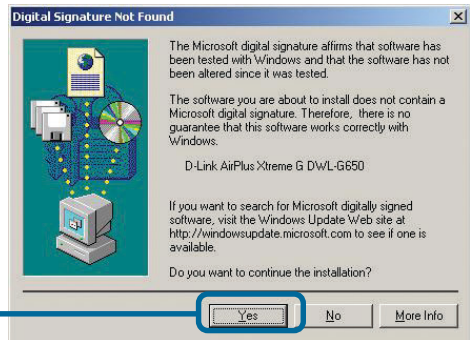 Digital Signature Not Found
The Microsoft digital signature affirms that software has
been tested with Windows and that the software has not
been altered since it was tested.
The software you are about to install does not contain a
Microsoft digital signature. Therefore, there is no
guarantee that this software works correctly with
Windows.
D-Link AirPlus Xtreme G DWL-G650
If you want to search for Microsoft digitally signed
software, visit the Windows Update Web site at
http://windowsupdate.microsoft.com to see if one is
available.
Do you want to continue the installation?
Yes No More Info